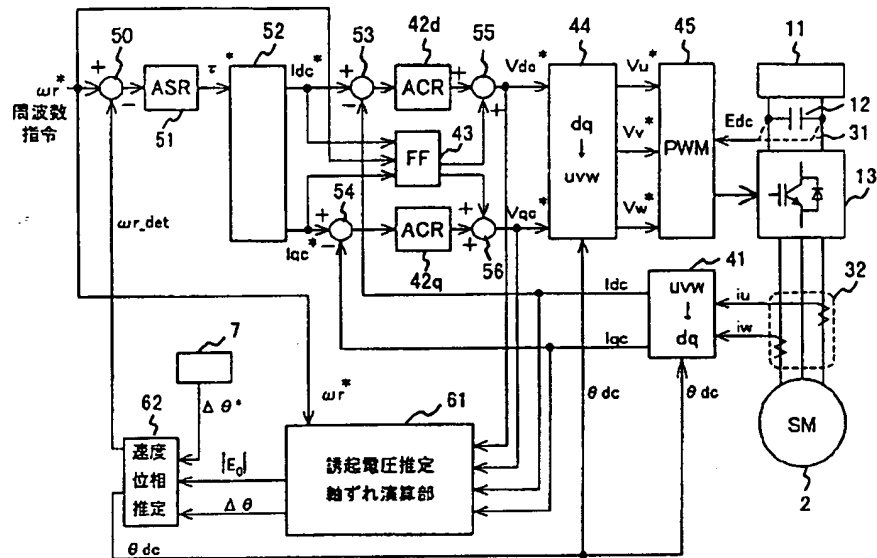 50
52
53
42d
55
44
45
11
ωr*
周波数
指令
+
−
ASR
51
τ*
Idc*
+
−
ACR
+
+
Vdc*
Vu*
12
31
Edc
FF
43
dq
↓
uvw
Vv*
PWM
13
ωr_det
54
+
−
Iqc*
ACR
42q
+
+
56
Vqc*
Vw*
Idc
Iqc
41
uvw
↓
dq
iu
iw
32
7
Δθ*
ωr*
61
θdc
θdc
SM
2
62
速度
位相
推定
|E₀|
Δθ
誘起電圧推定
軸ずれ演算部
θdc